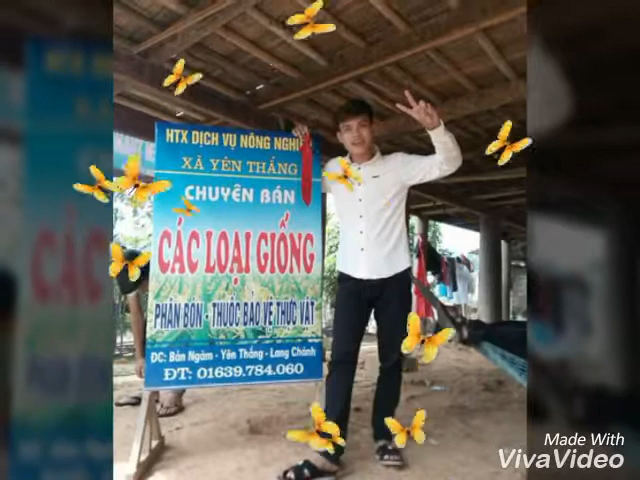 HTX DỊCH VỤ NÔNG NGHI
XÃ YÊN THẮNG
CHUYÊN BÁN
CÁC LOẠI GIỐNG
PHÂN BÓN - THUỐC BẢO VỆ THỰC VẬT
ĐC: Bản Ngàm - Yên Thắng - Lang Chánh
ĐT: 01639.784.060
Made With
VivaVideo